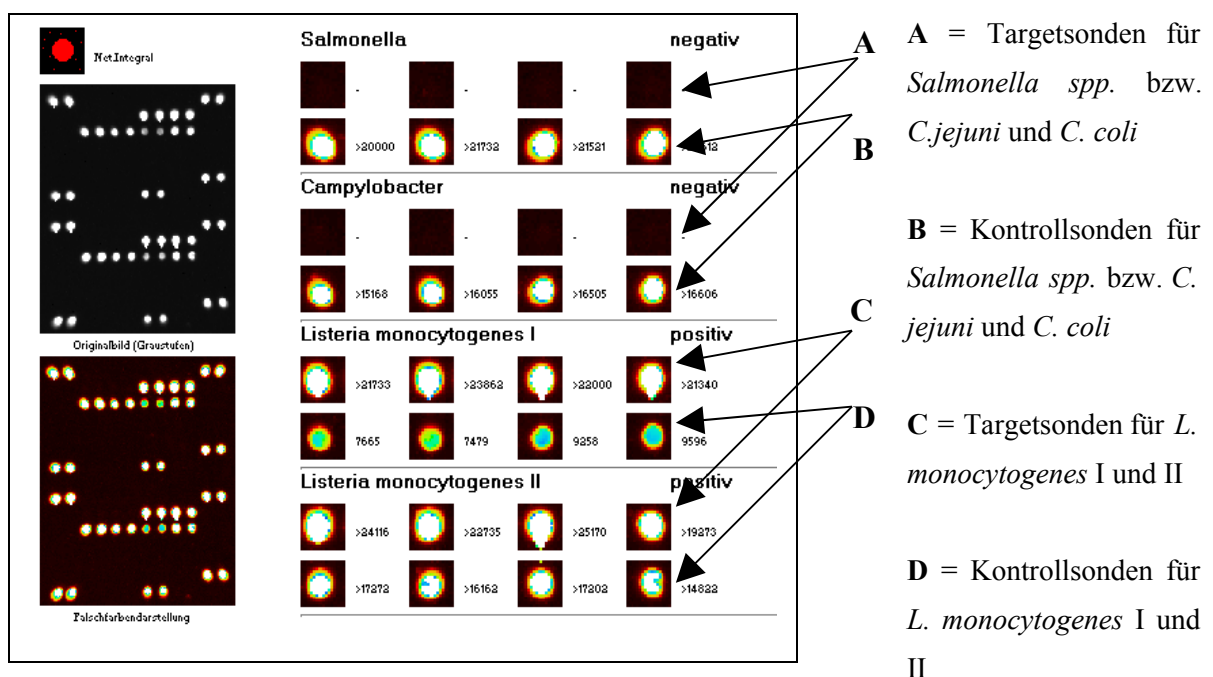 Net.Integral
Originalbild (Graustufen)
Falschfarbendarstellung
Salmonella negativ
- - - -
>20000 >21732 >21521
Campylobacter negativ
- - - -
>15168 >16055 >16505 >16606
Listeria monocytogenes I positiv
>21733 >23862 >22000 >21340
7665 7479 9258 9596
Listeria monocytogenes II positiv
>24116 >22735 >25170 >19273
>17272 >16162 >17202 >14822
A
B
C
D
A = Targetsonden für
Salmonella spp. bzw.
C.jejuni und C. coli
B = Kontrollsonden für
Salmonella spp. bzw. C.
jejuni und C. coli
C = Targetsonden für L.
monocytogenes I und II
D = Kontrollsonden für
L. monocytogenes I und
II